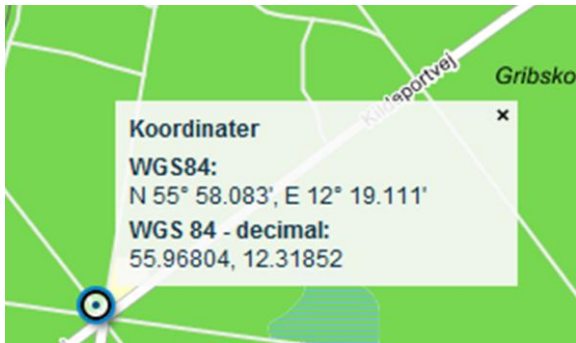 Kildeportvej
Gribsko
×
Koordinater
WGS84:
N 55° 58.083', E 12° 19.111'
WGS 84 - decimal:
55.96804, 12.31852